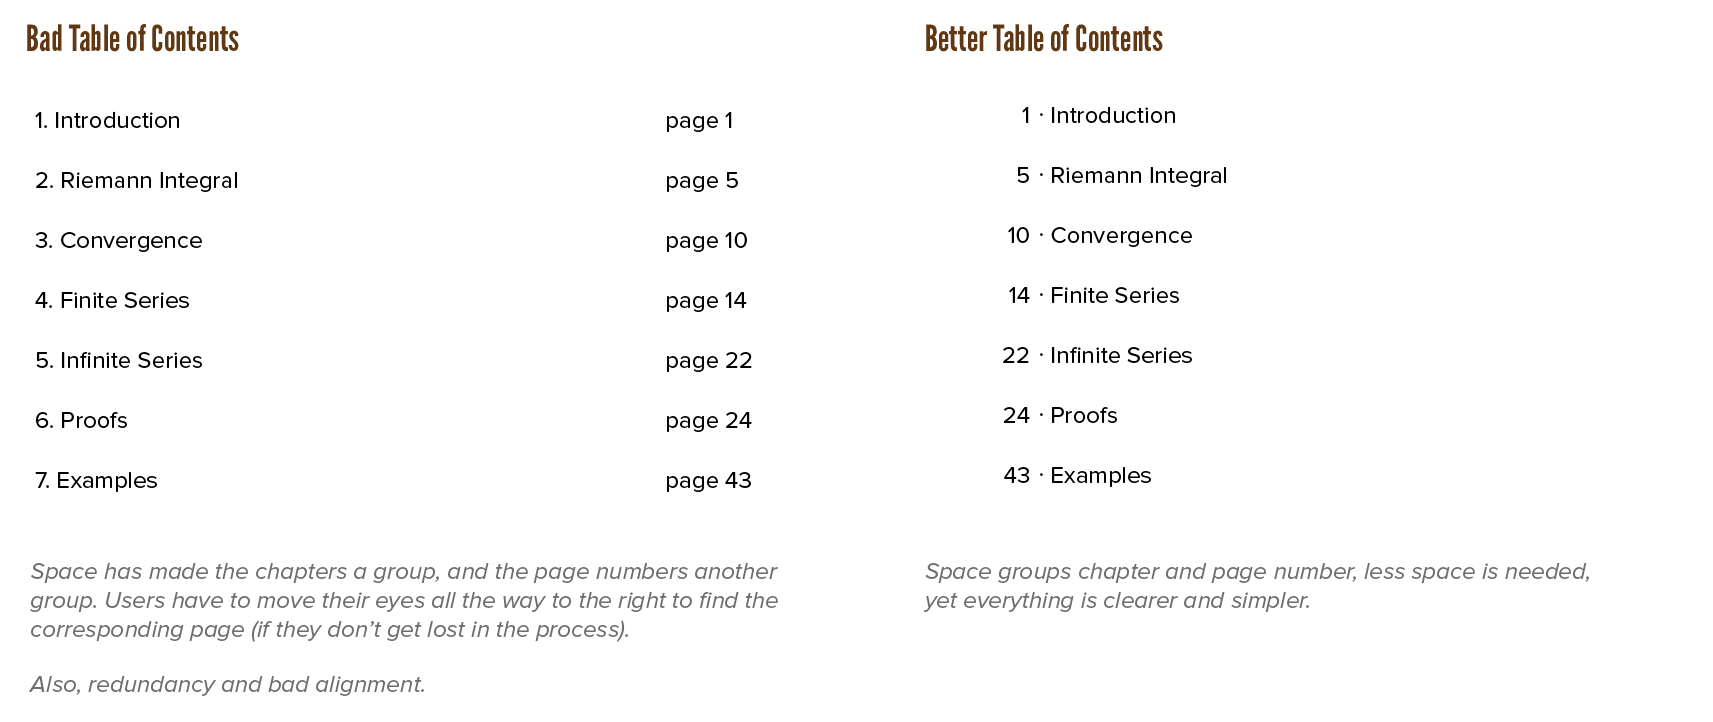 Bad Table of Contents
1. Introduction page 1
2. Riemann Integral page 5
3. Convergence page 10
4. Finite Series page 14
5. Infinite Series page 22
6. Proofs page 24
7. Examples page 43
Space has made the chapters a group, and the page numbers another
group. Users have to move their eyes all the way to the right to find the
corresponding page (if they don’t get lost in the process).
Also, redundancy and bad alignment.
Better Table of Contents
1 · Introduction
5 · Riemann Integral
10 · Convergence
14 · Finite Series
22 · Infinite Series
24 · Proofs
43 · Examples
Space groups chapter and page number, less space is needed,
yet everything is clearer and simpler.